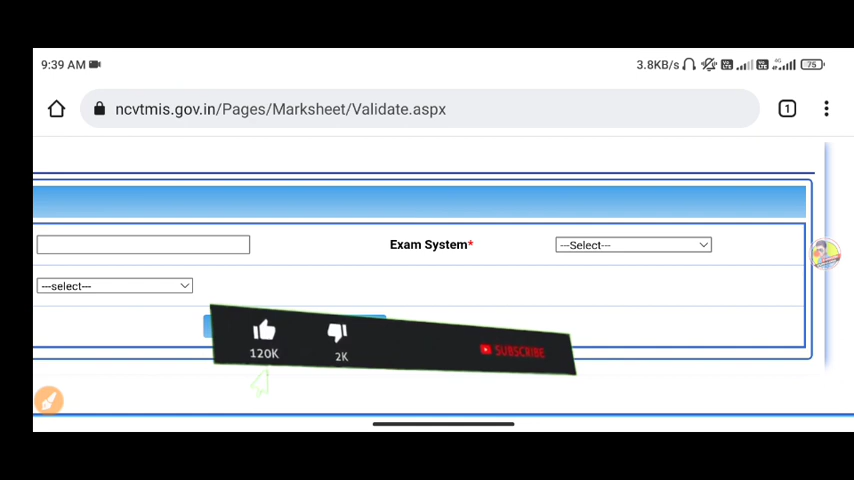 9:39 AM
3.8KB/s
75
ncvtmis.gov.in/Pages/Marksheet/Validate.aspx
1
Exam System*
---Select---
---select---
120K
2K
SUBSCRIBE